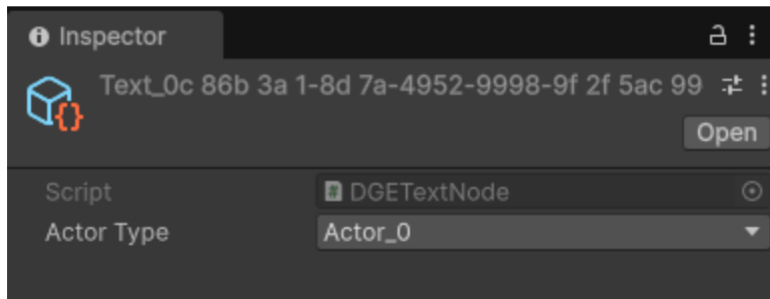 Inspector
Text_0c 86b 3a 1-8d 7a-4952-9998-9f 2f 5ac 99
Open
Script DGETextNode
Actor Type Actor_0